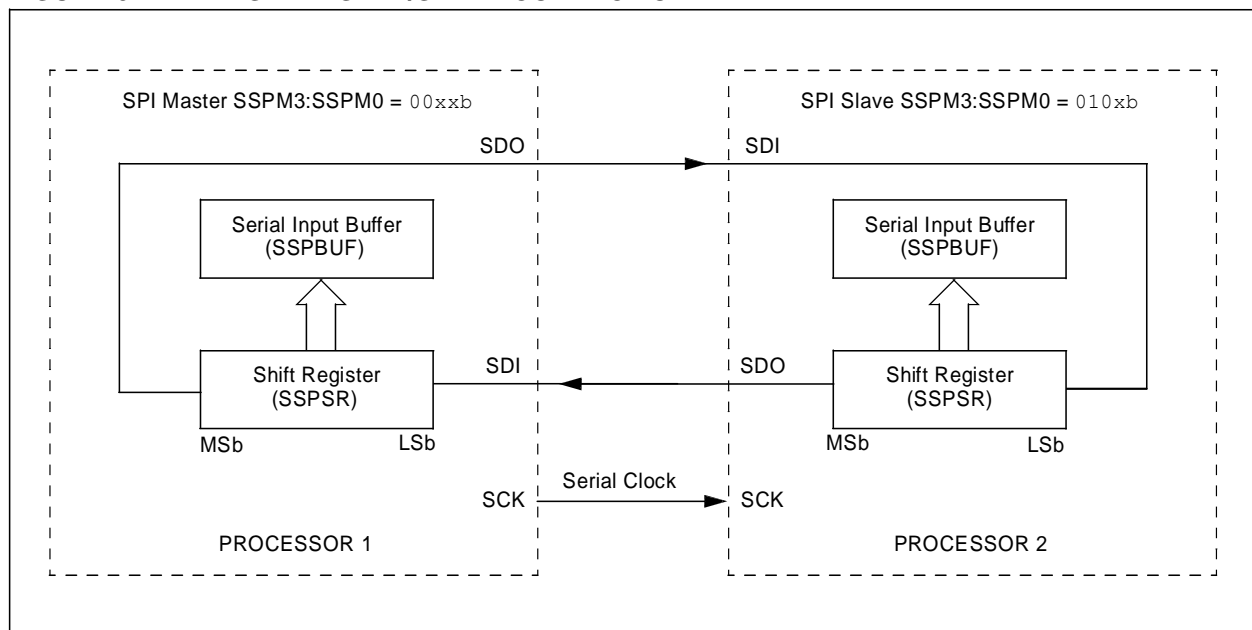 SPI Master SSPM3:SSPM0 = 00xxb
SPI Slave SSPM3:SSPM0 = 010xb
SDO
SDI
Serial Input Buffer
(SSPBUF)
Serial Input Buffer
(SSPBUF)
SDI
SDO
Shift Register
(SSPSR)
Shift Register
(SSPSR)
MSb
LSb
MSb
LSb
Serial Clock
SCK
SCK
PROCESSOR 1
PROCESSOR 2